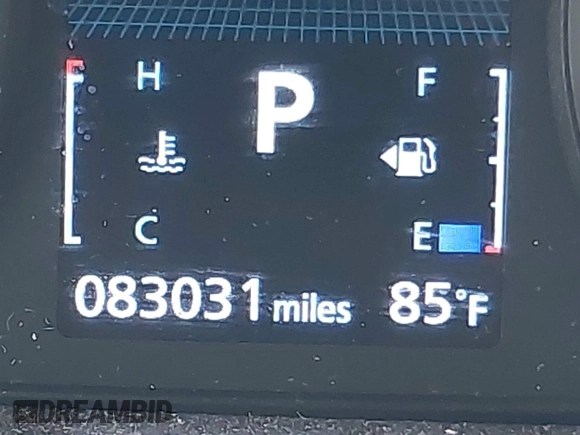 H P F
C E
083031 miles 85°F
DREAMBID